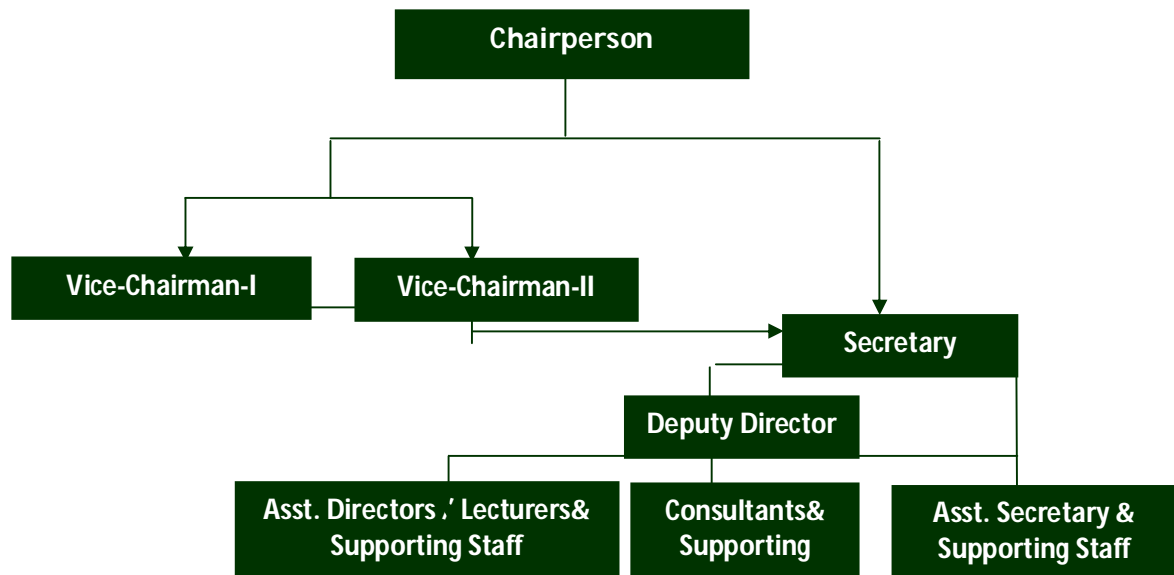 Chairperson
Vice-Chairman-I
Vice-Chairman-II
Secretary
Deputy Director
Asst. Directors / Lecturers&
Supporting Staff
Consultants&
Supporting
Asst. Secretary &
Supporting Staff